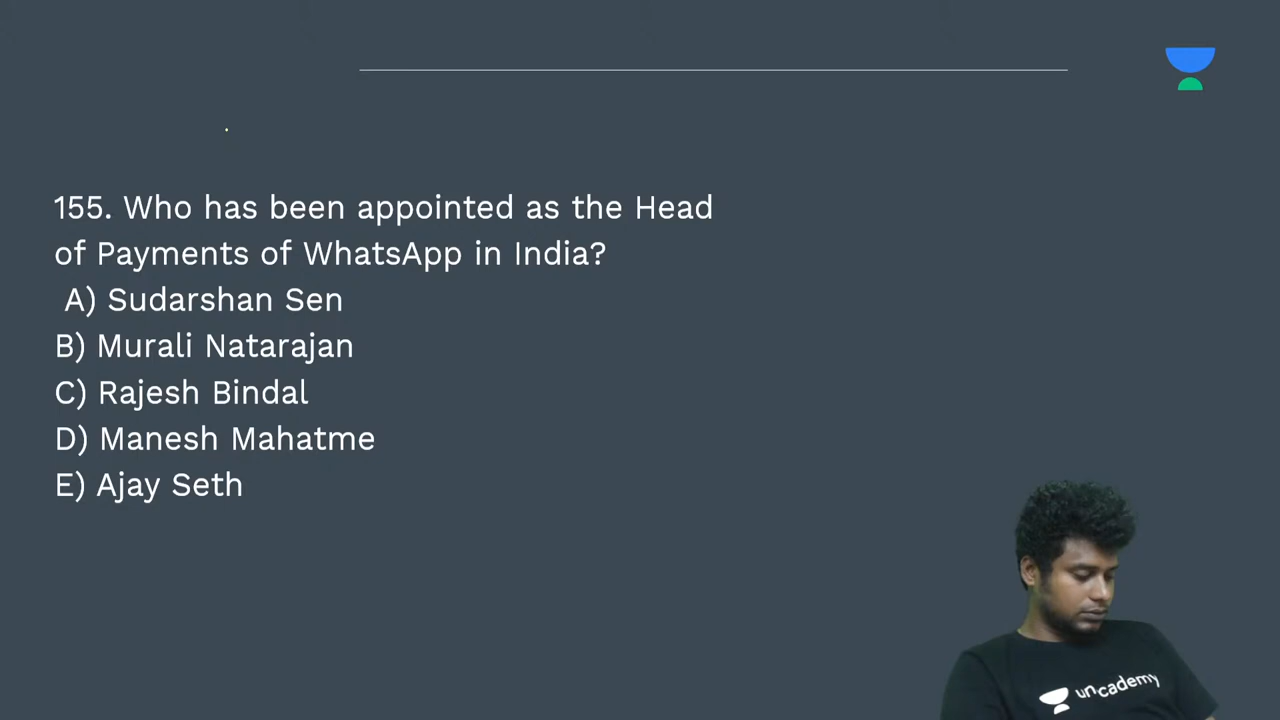 155. Who has been appointed as the Head
of Payments of WhatsApp in India?
A) Sudarshan Sen
B) Murali Natarajan
C) Rajesh Bindal
D) Manesh Mahatme
E) Ajay Seth
unacademy